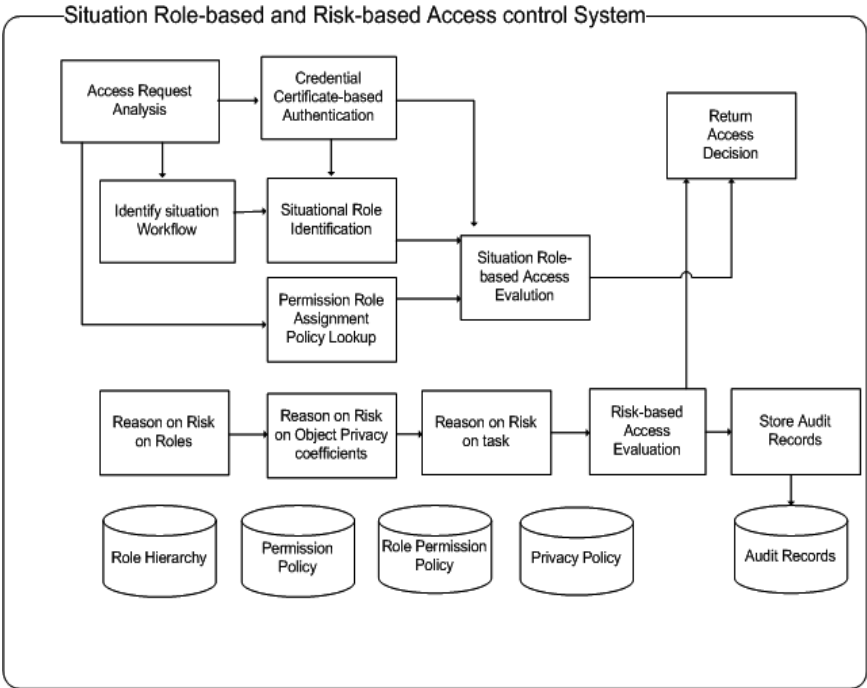 Situation Role-based and Risk-based Access control System
Access Request
Analysis
Credential
Certificate-based
Authentication
Return
Access
Decision
Identify situation
Workflow
Situational Role
Identification
Situation Role-
based Access
Evalution
Permission Role
Assignment
Policy Lookup
Reason on Risk
on Roles
Reason on Risk
on Object Privacy
coefficients
Reason on Risk
on task
Risk-based
Access
Evaluation
Store Audit
Records
Role Hierarchy
Permission
Policy
Role Permission
Policy
Privacy Policy
Audit Records